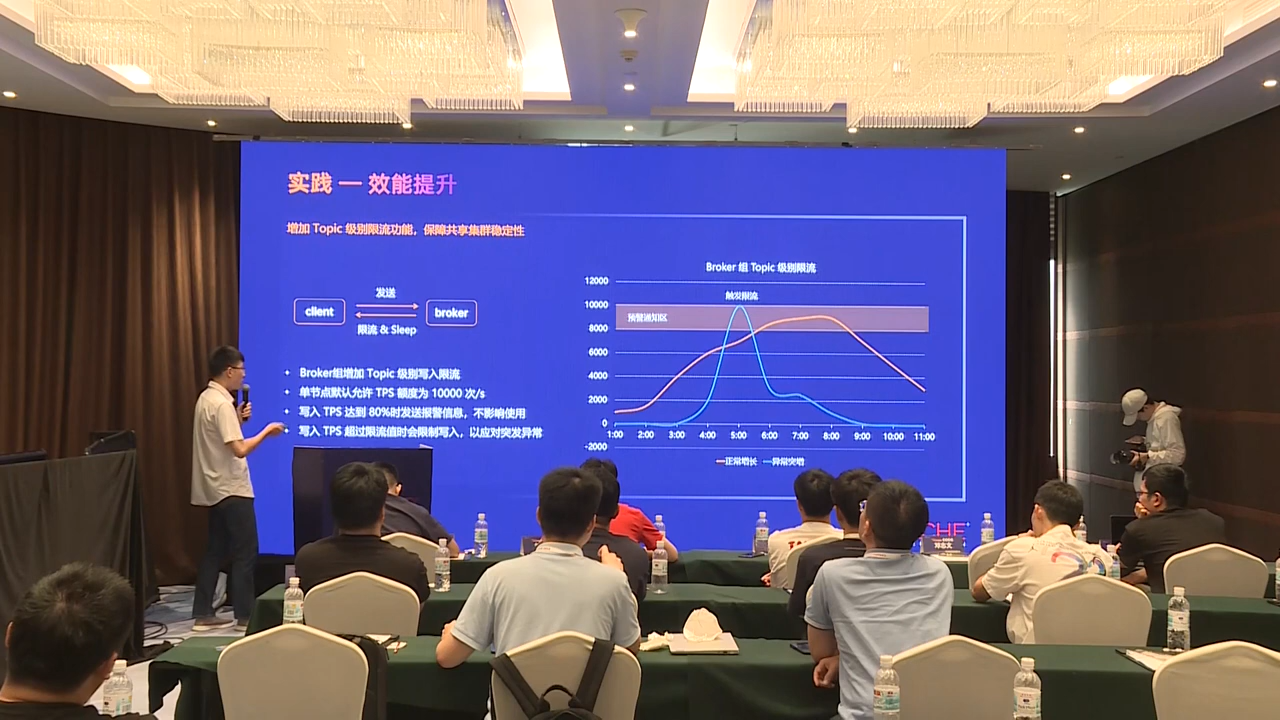 实践 — 效能提升
增加 Topic 级别限流功能，保障共享集群稳定性
发送
client
broker
限流 & Sleep
Broker组增加 Topic 级别写入限流
单节点默认允许 TPS 额度为 10000 次/s
写入 TPS 达到 80%时发送报警信息，不影响使用
写入 TPS 超过限流值时会限制写入，以应对突发异常
Broker 组 Topic 级别限流
触发限流
预警通知区
12000
10000
8000
6000
4000
2000
0
-2000
1:00 2:00 3:00 4:00 5:00 6:00 7:00 8:00 9:00 10:00 11:00
正常增长 异常突增
CHE